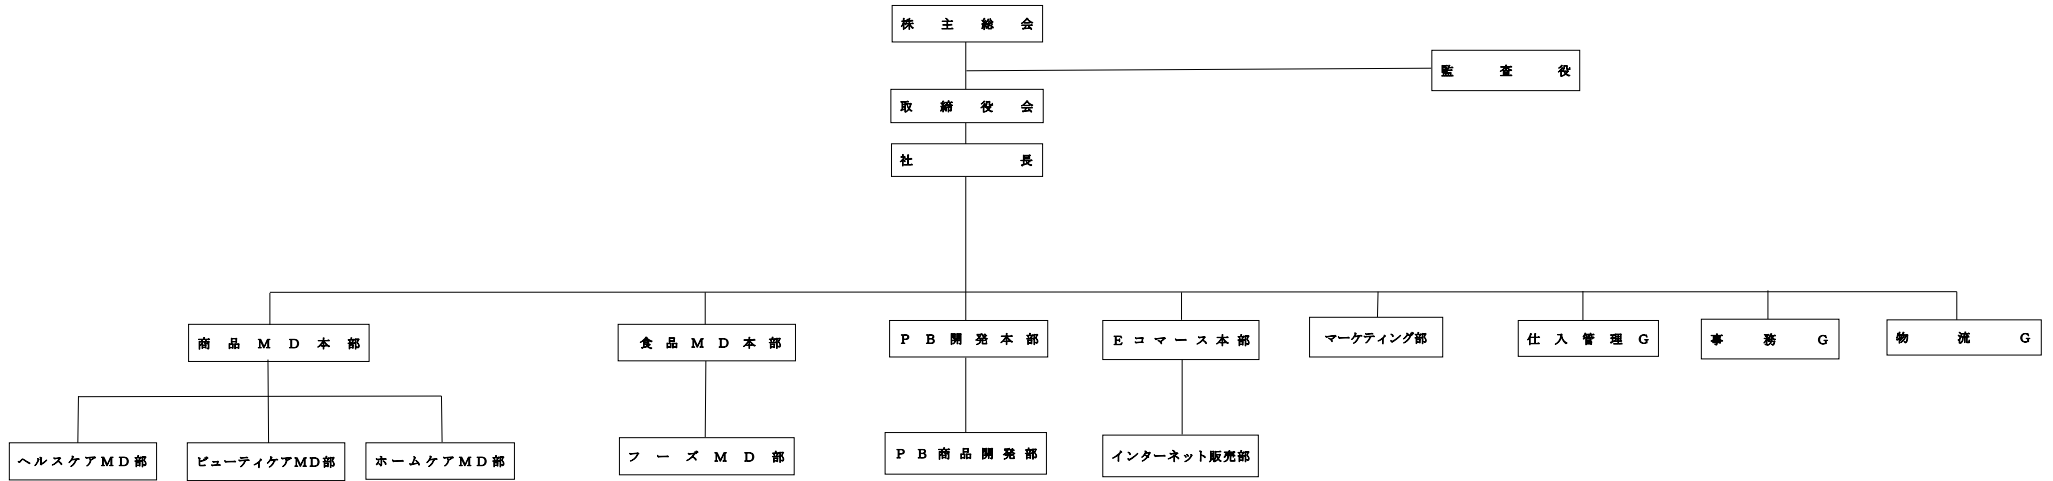 株主総会
監査役
取締役会
社長
商品ＭＤ本部
食品ＭＤ本部
ＰＢ開発本部
Ｅコマース本部
マーケティング部
仕入管理Ｇ
事務Ｇ
物流Ｇ
ヘルスケアＭＤ部
ビューティケアＭＤ部
ホームケアＭＤ部
フーズＭＤ部
ＰＢ商品開発部
インターネット販売部